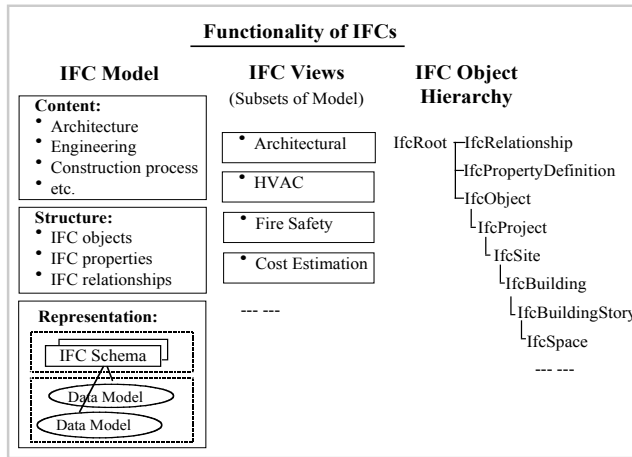 Functionality of IFCs
IFC Model
Content:
• Architecture
• Engineering
• Construction process
• etc.
Structure:
• IFC objects
• IFC properties
• IFC relationships
Representation:
IFC Schema
Data Model
Data Model
IFC Views
(Subsets of Model)
• Architectural
• HVAC
• Fire Safety
• Cost Estimation
--- ---
IFC Object
Hierarchy
IfcRoot IfcRelationship
IfcPropertyDefinition
IfcObject
IfcProject
IfcSite
IfcBuilding
IfcBuildingStory
IfcSpace
--- ---